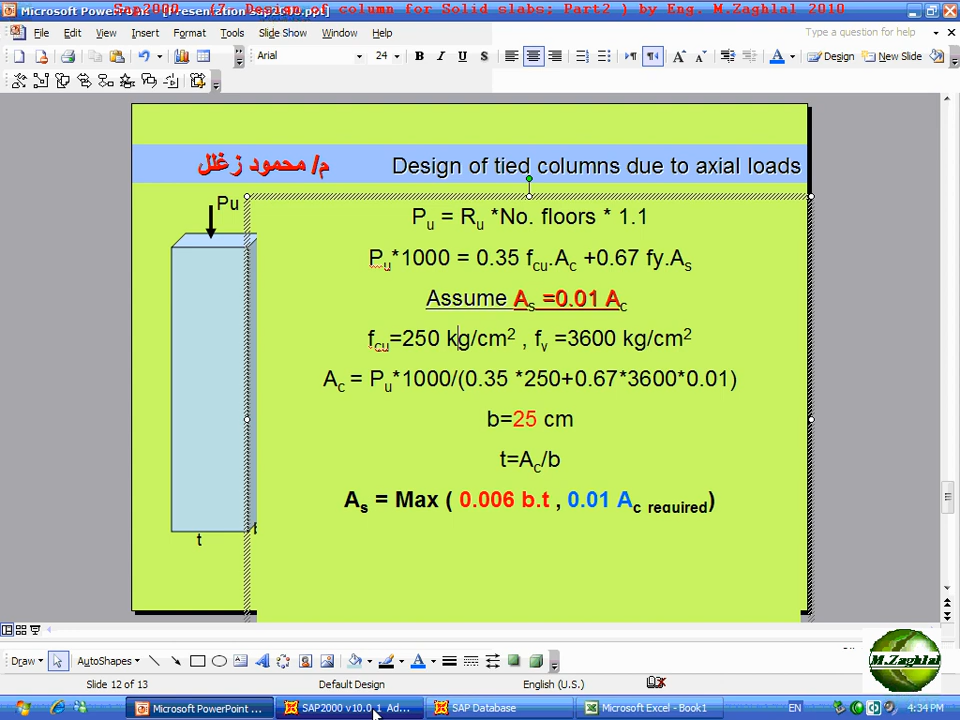 Sap2000 (7. Design of column for Solid slabs: Part2 ) by Eng. M.Zaghlal 2010
Microsoft PowerPoint - [Presentation sap2000.ppt]
File Edit View Insert Format Tools Slide Show Window Help
Type a question for help
Arial 24 B I U S A A A Design New Slide
م/ محمود زغلل
Design of tied columns due to axial loads
Pu
Pu = Ru *No. floors * 1.1
Pu*1000 = 0.35 fcu.Ac +0.67 fy.As
Assume As =0.01 Ac
fcu=250 kg/cm2 , fy =3600 kg/cm2
Ac = Pu*1000/(0.35 *250+0.67*3600*0.01)
b=25 cm
t=Ac/b
As = Max ( 0.006 b.t , 0.01 Ac required)
t
Draw AutoShapes
M.Zaghlal
Slide 12 of 13 Default Design English (U.S.)
Microsoft PowerPoint ... SAP2000 v10.0.1 Ad... SAP Database Microsoft Excel - Book1 EN 4:34 PM